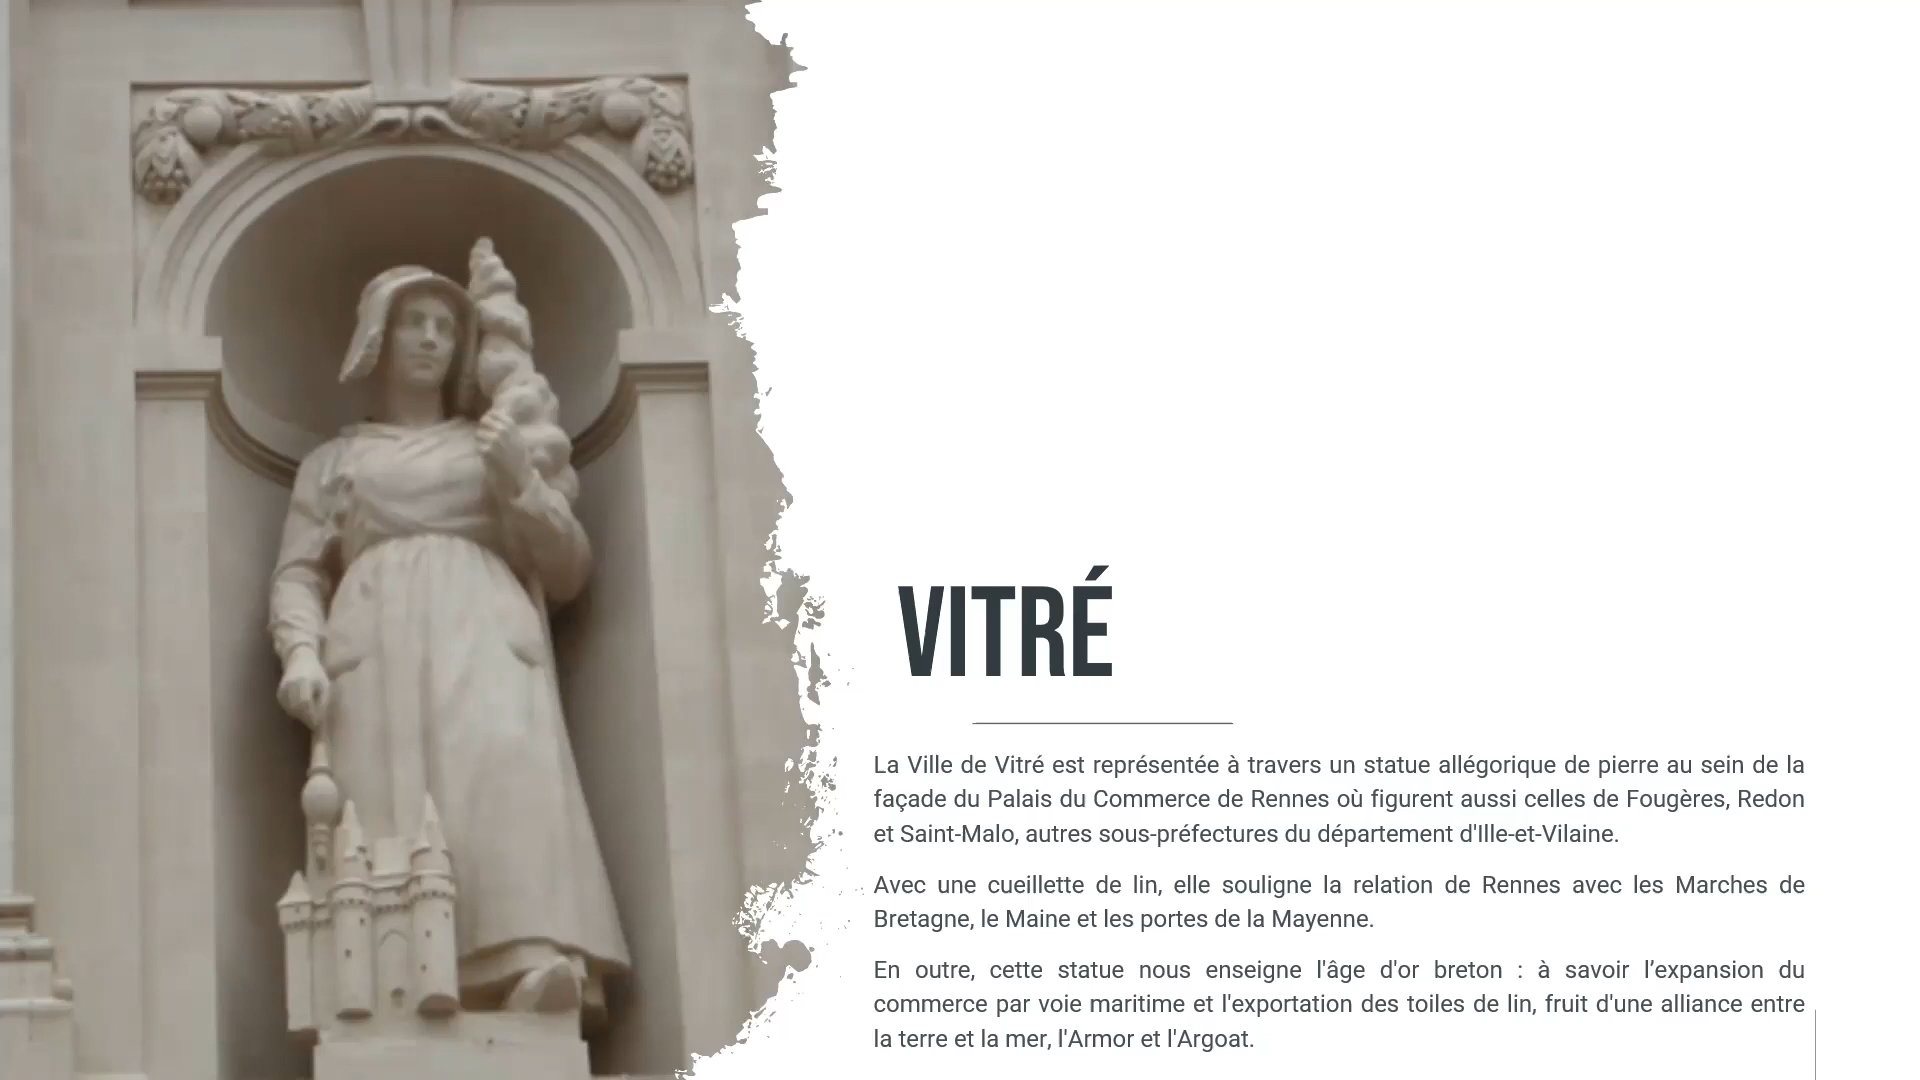 VITRÉ
La Ville de Vitré est représentée à travers un statue allégorique de pierre au sein de la
façade du Palais du Commerce de Rennes où figurent aussi celles de Fougères, Redon
et Saint-Malo, autres sous-préfectures du département d'Ille-et-Vilaine.
Avec une cueillette de lin, elle souligne la relation de Rennes avec les Marches de
Bretagne, le Maine et les portes de la Mayenne.
En outre, cette statue nous enseigne l'âge d'or breton : à savoir l’expansion du
commerce par voie maritime et l'exportation des toiles de lin, fruit d'une alliance entre
la terre et la mer, l'Armor et l'Argoat.